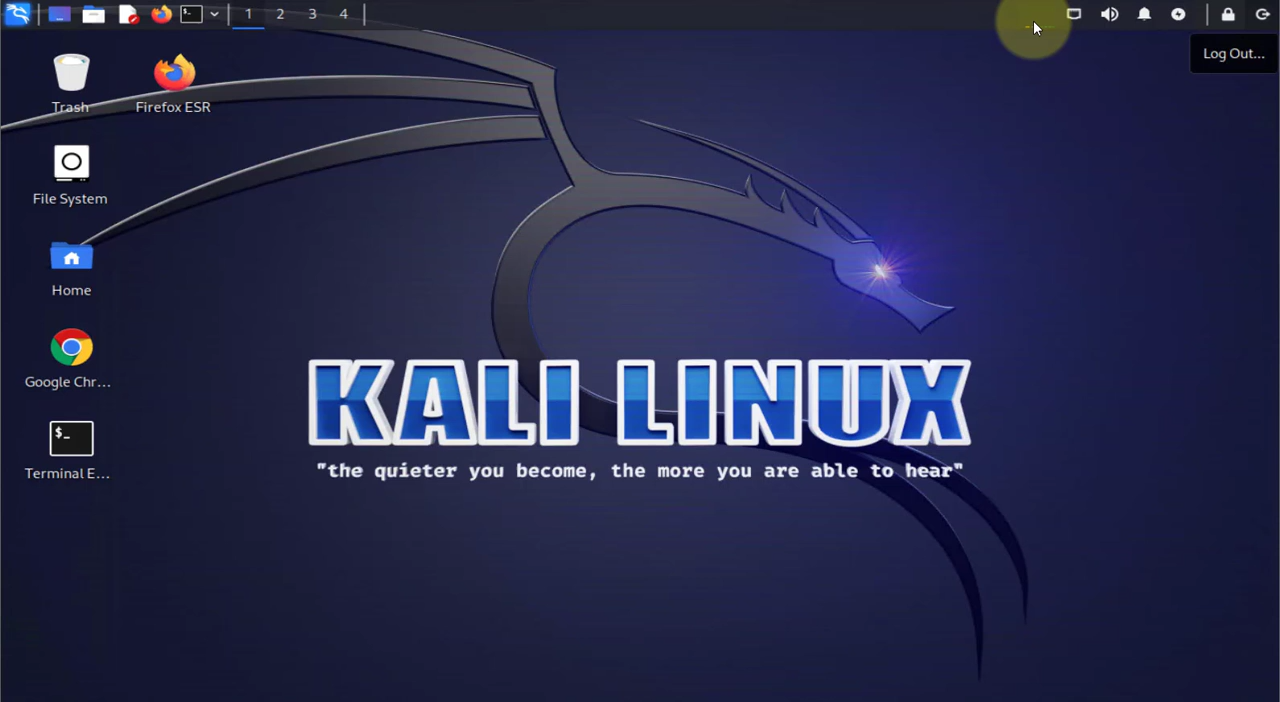 1 2 3 4
Log Out...
Trash
Firefox ESR
File System
Home
Google Chr...
$_
Terminal E...
KALI LINUX
"the quieter you become, the more you are able to hear"